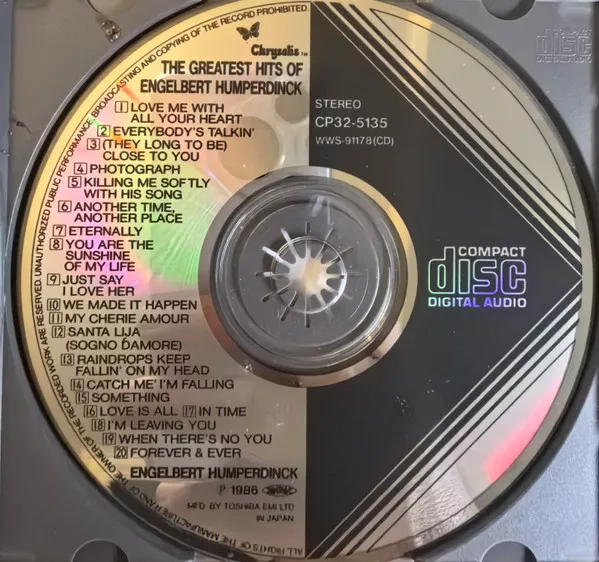 ALL RIGHTS OF THE MANUFACTURER AND OF THE OWNER OF THE RECORDED WORK ARE RESERVED. UNAUTHORIZED PUBLIC PERFORMANCE, BROADCASTING AND COPYING OF THE RECORD PROHIBITED.
Chrysalis TM
THE GREATEST HITS OF
ENGELBERT HUMPERDINCK
1 LOVE ME WITH
ALL YOUR HEART
2 EVERYBODY'S TALKIN'
3 (THEY LONG TO BE)
CLOSE TO YOU
4 PHOTOGRAPH
5 KILLING ME SOFTLY
WITH HIS SONG
6 ANOTHER TIME,
ANOTHER PLACE
7 ETERNALLY
8 YOU ARE THE
SUNSHINE
OF MY LIFE
9 JUST SAY
I LOVE HER
10 WE MADE IT HAPPEN
11 MY CHERIE AMOUR
12 SANTA LIJA
(SOGNO DAMORE)
13 RAINDROPS KEEP
FALLIN' ON MY HEAD
14 CATCH ME' I'M FALLING
15 SOMETHING
16 LOVE IS ALL 17 IN TIME
18 I'M LEAVING YOU
19 WHEN THERE'S NO YOU
20 FOREVER & EVER
ENGELBERT HUMPERDINCK
P 1986
MFD BY TOSHIBA EMI LTD
IN JAPAN
STEREO
CP32-5135
WWS-91178(CD)
COMPACT
disc
DIGITAL AUDIO
COMPACT
disc
DIGITAL AUDIO